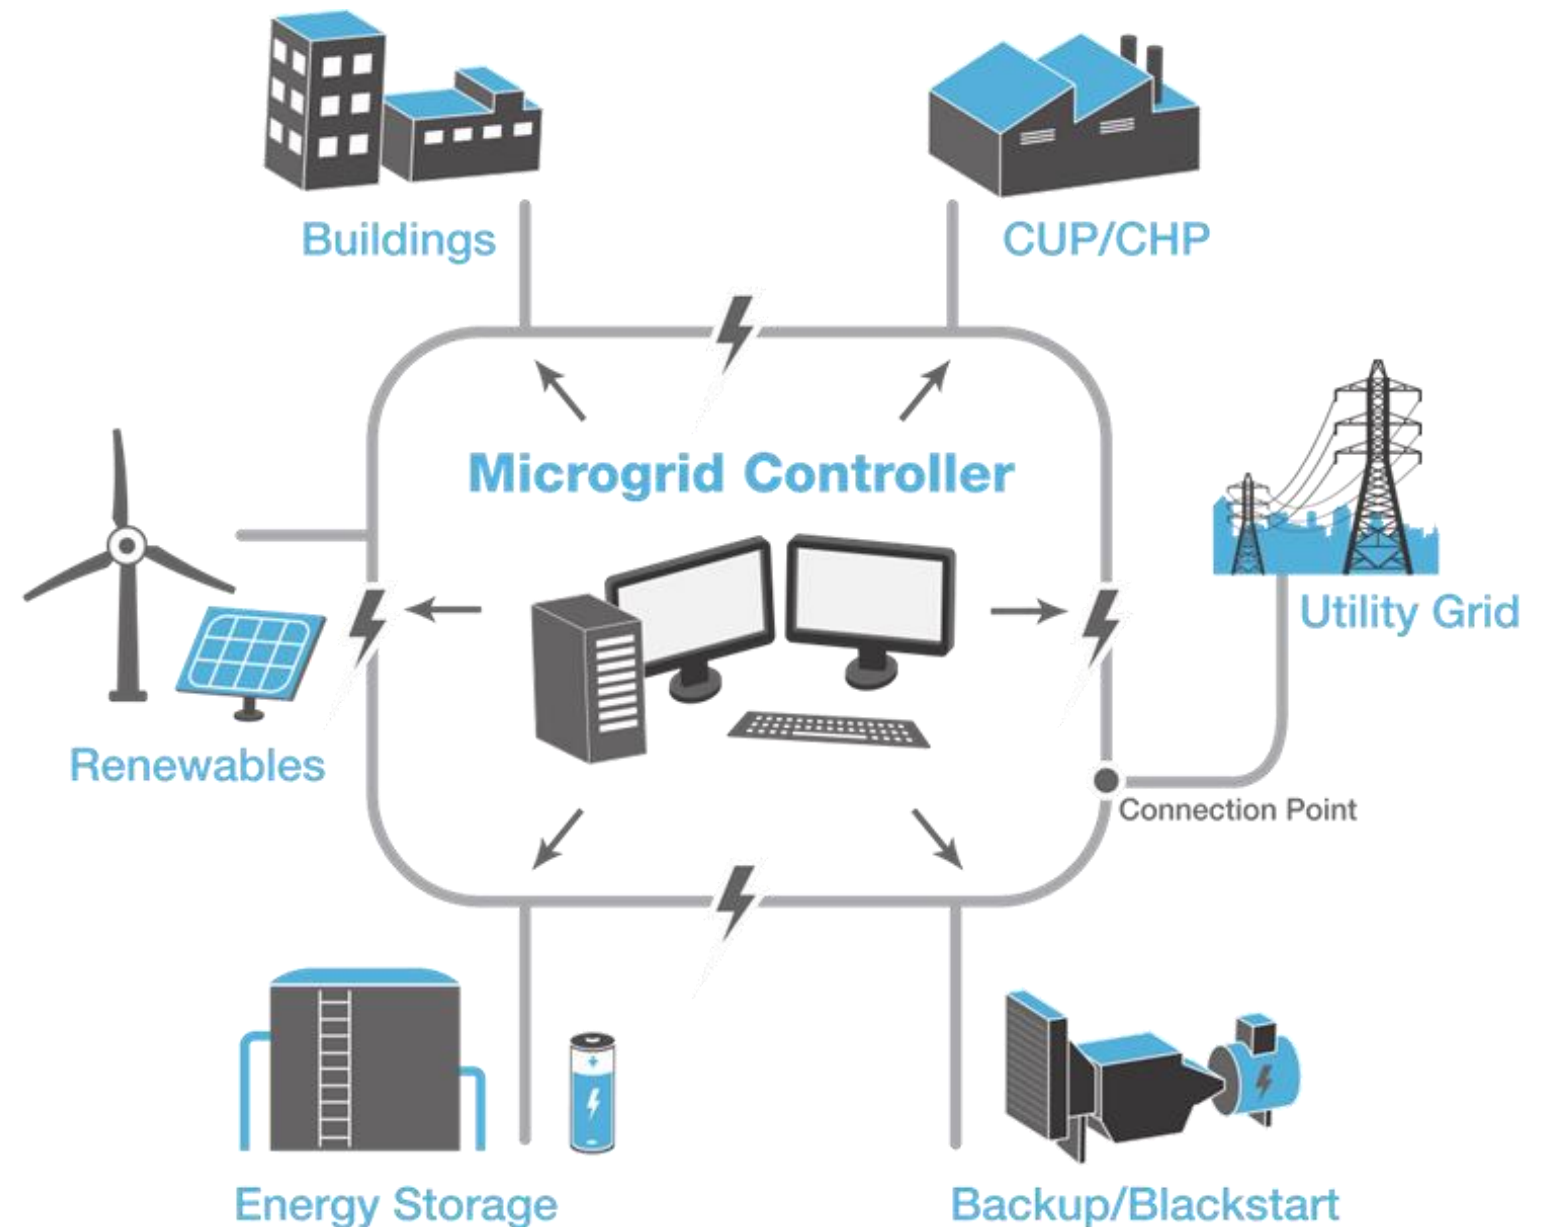 Buildings
CUP/CHP
Microgrid Controller
Utility Grid
Renewables
Connection Point
Energy Storage
Backup/Blackstart